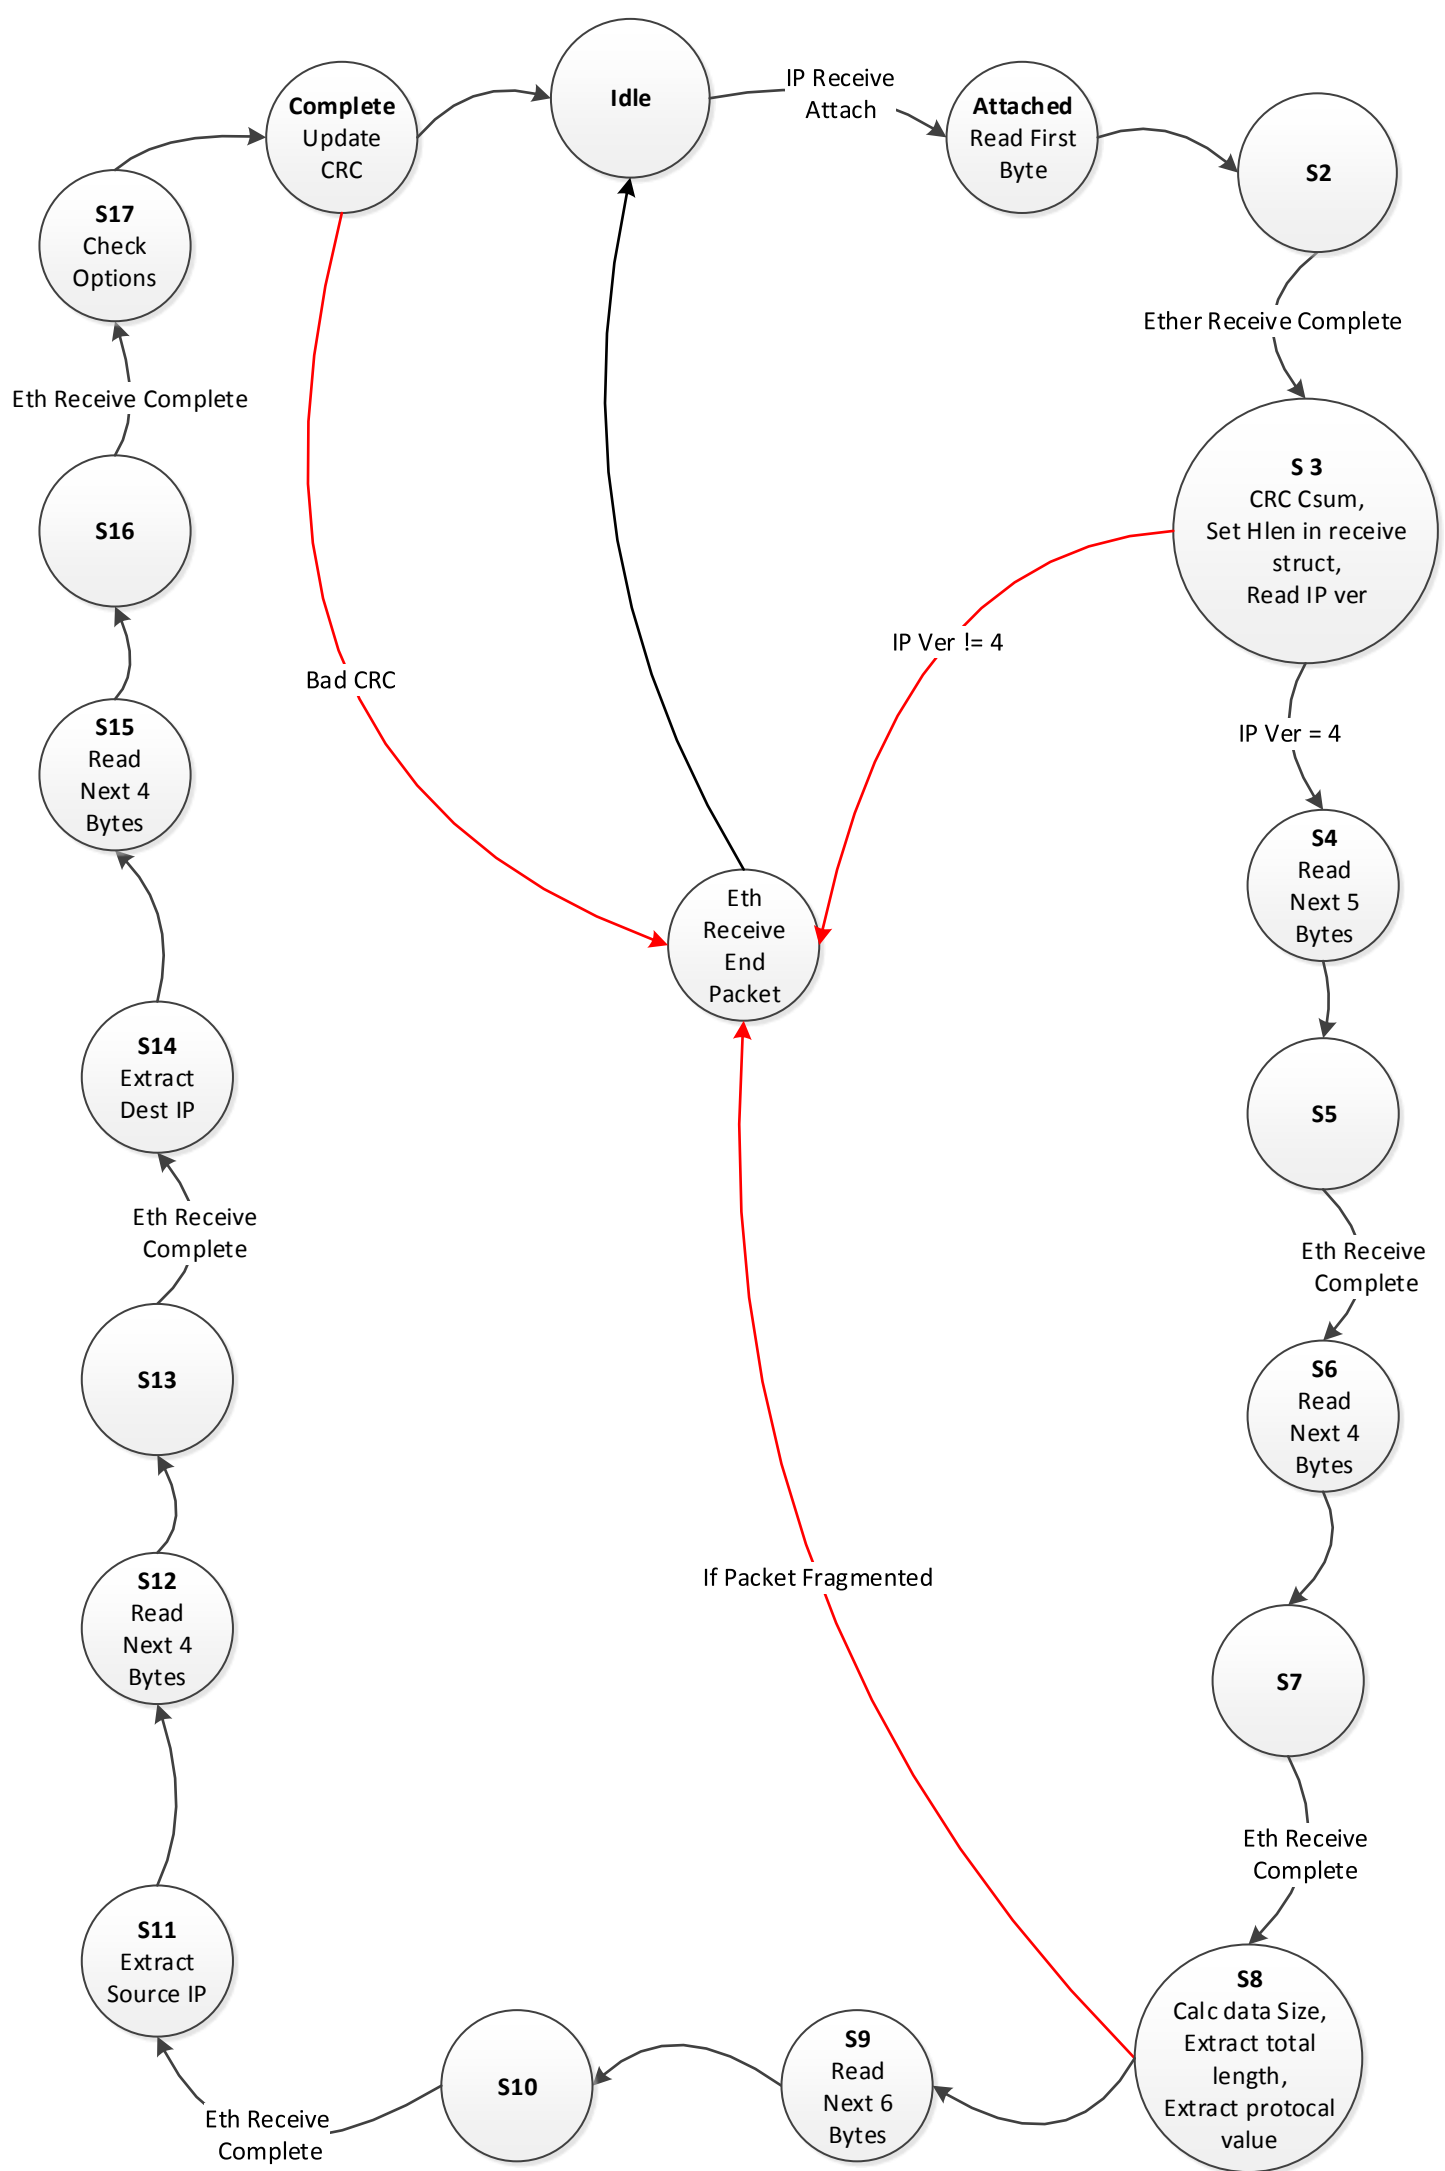 Idle
IP Receive
Attach
Attached
Read First
Byte
S2
Ether Receive Complete
S 3
CRC Csum,
Set Hlen in receive
struct,
Read IP ver
IP Ver != 4
IP Ver = 4
S4
Read
Next 5
Bytes
S5
Eth Receive
Complete
S6
Read
Next 4
Bytes
S7
Eth Receive
Complete
S8
Calc data Size,
Extract total
length,
Extract protocal
value
If Packet Fragmented
S9
Read
Next 6
Bytes
S10
Eth Receive
Complete
S11
Extract
Source IP
S12
Read
Next 4
Bytes
S13
Eth Receive
Complete
S14
Extract
Dest IP
S15
Read
Next 4
Bytes
S16
Eth Receive Complete
S17
Check
Options
Complete
Update
CRC
Bad CRC
Eth
Receive
End
Packet